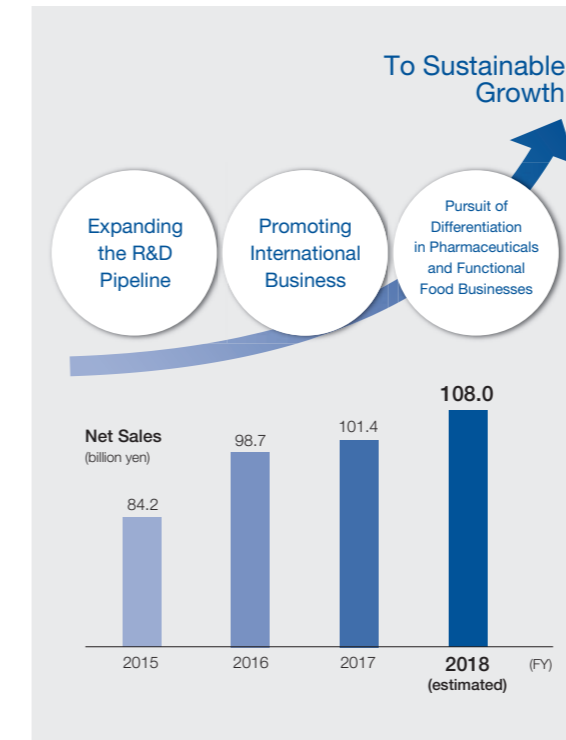 To Sustainable
Growth
Expanding
the R&D
Pipeline
Promoting
International
Business
Pursuit of
Differentiation
in Pharmaceuticals
and Functional
Food Businesses
Net Sales
(billion yen)
84.2
98.7
101.4
108.0
2015
2016
2017
2018
(estimated)
(FY)